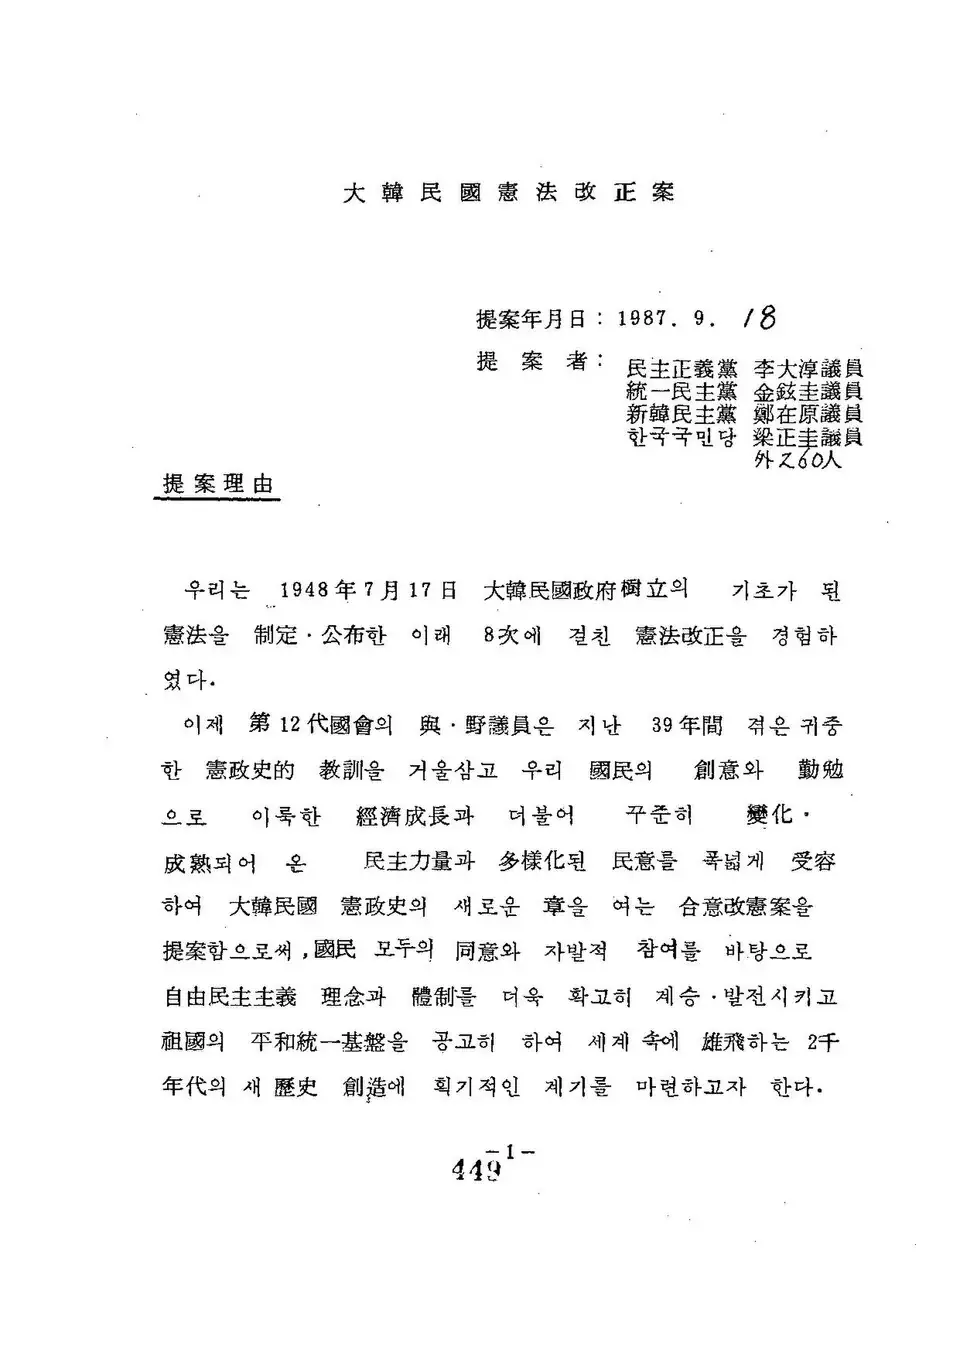 大韓民國憲法改正案
提案年月日: 1987. 9. 18
提案者: 民主正義黨 李大淳議員
統一民主黨 金鉉圭議員
新韓民主黨 鄭在原議員
한국국민당 梁正圭議員
外260人
提案理由
우리는 1948年7月17日 大韓民國政府樹立의 기초가 된
憲法을 制定·公布한 이래 8次에 걸친 憲法改正을 경험하
였다.
이제 第12代國會의 與·野議員은 지난 39年間 겪은 귀중
한 憲政史的 敎訓을 거울삼고 우리 國民의 創意와 勤勉
으로 이룩한 經濟成長과 더불어 꾸준히 變化·
成熟되어 온 民主力量과 多樣化된 民意를 폭넓게 受容
하여 大韓民國 憲政史의 새로운 章을 여는 合意改憲案을
提案함으로써,國民 모두의 同意와 자발적 참여를 바탕으로
自由民主主義 理念과 體制를 더욱 확고히 계승·발전시키고
祖國의 平和統一基盤을 공고히 하여 세계 속에 雄飛하는 2千
年代의 새 歷史 創造에 획기적인 계기를 마련하고자 한다.
-1-
449